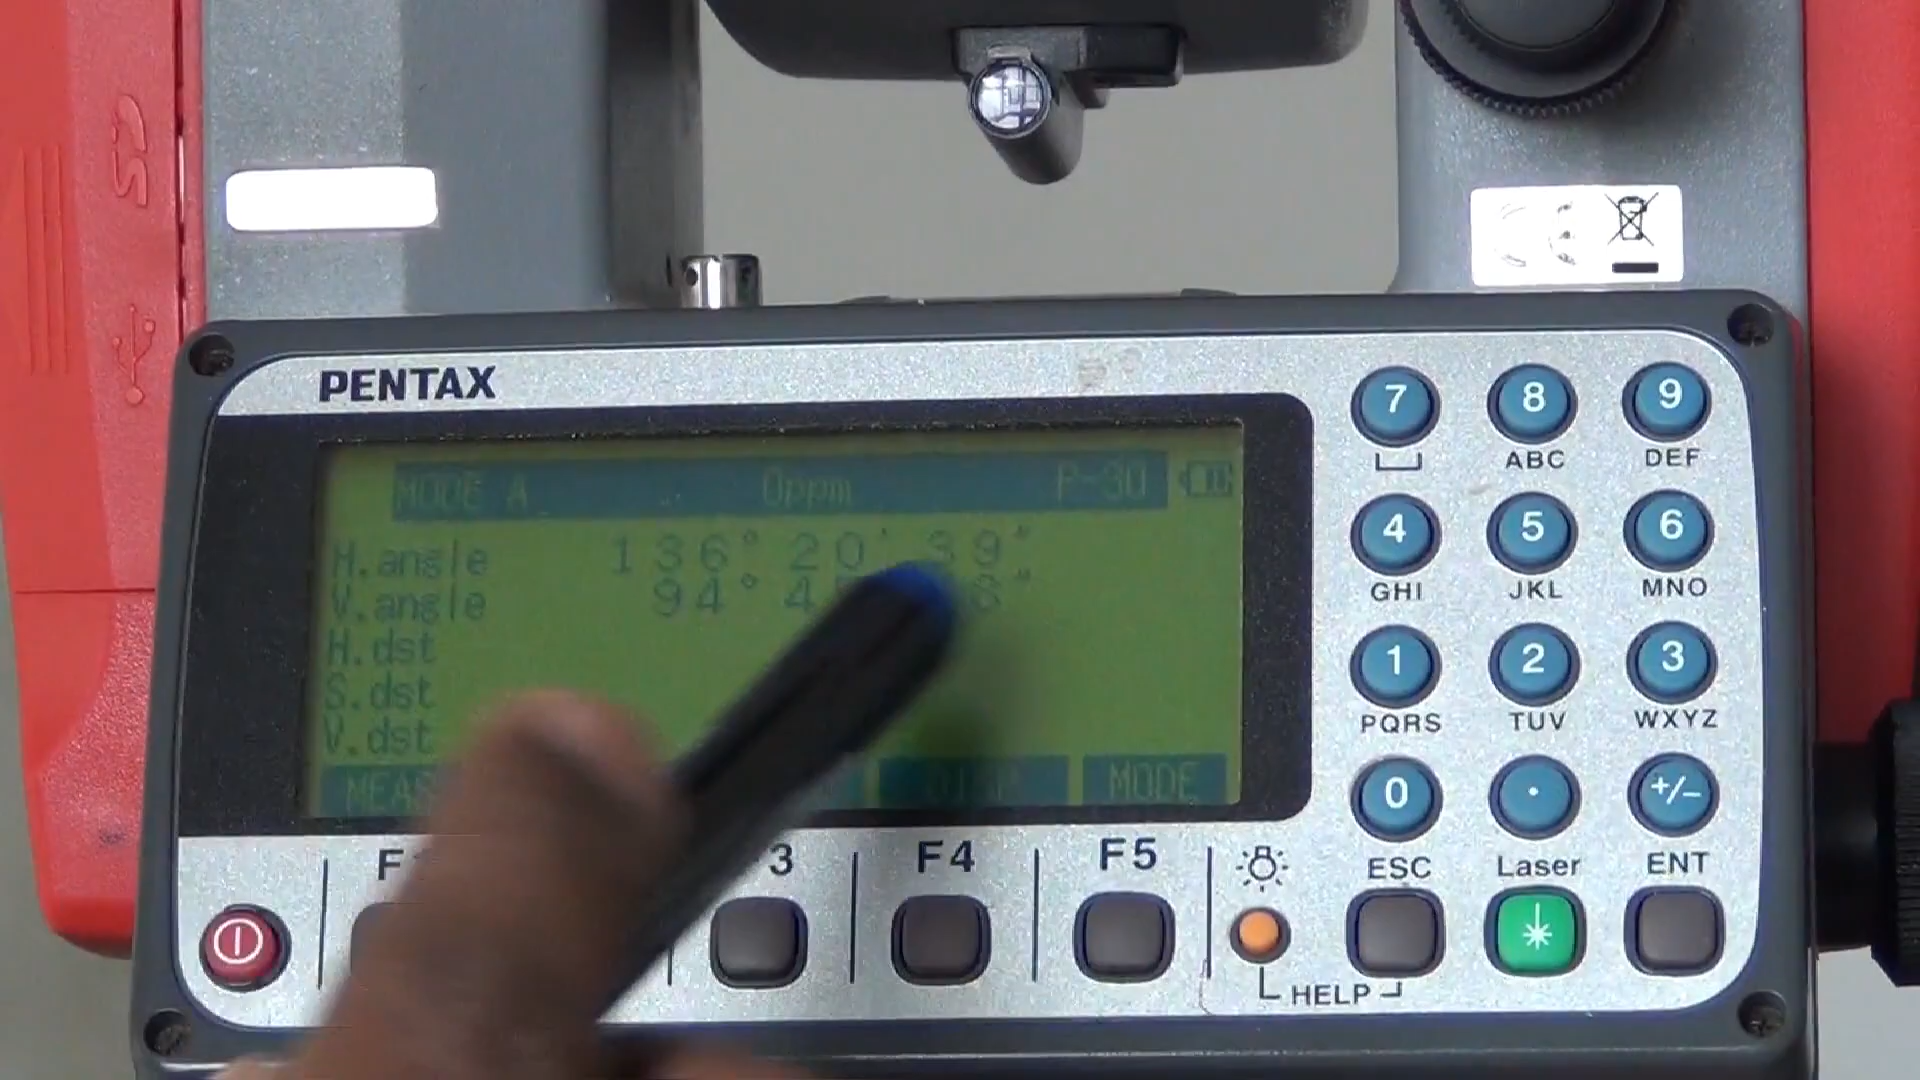 PENTAX
MODE A 0ppm P-30
H.angle 136° 20' 39"
V.angle 94°
H.dst
S.dst
V.dst
MODE
F4 F5
7 8 9
ABC DEF
4 5 6
GHI JKL MNO
1 2 3
PQRS TUV WXYZ
0 . +/−
ESC Laser ENT
HELP
SD
CE